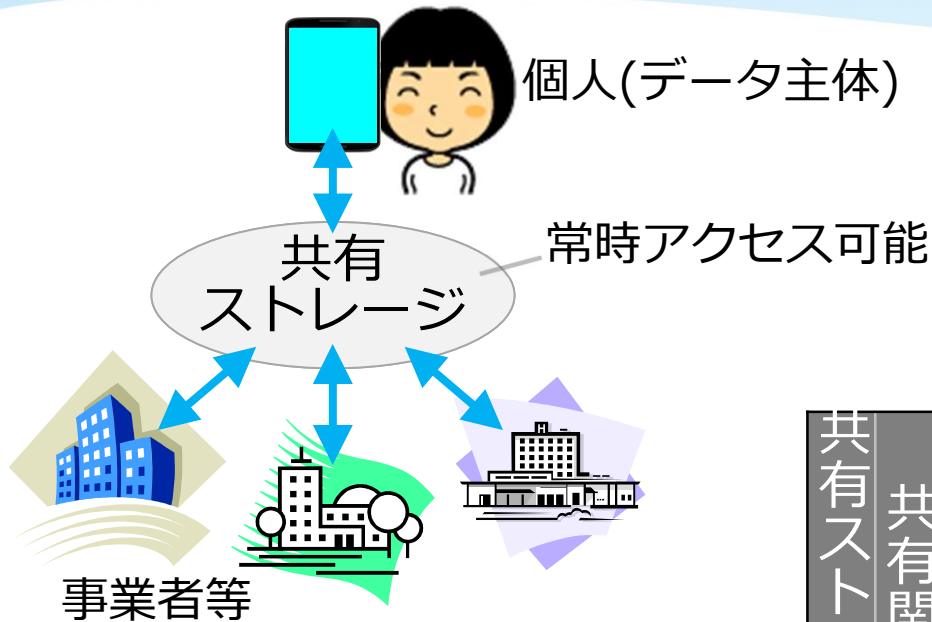 個人(データ主体)
常時アクセス可能
共有
ストレージ
事業者等
共有スト
共有関